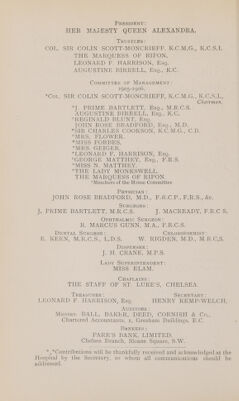 PRESIDENT:
HER MAJESTY QUEEN ALEXANDRA.
TRUSTEES:
COL. SIR COLIN SCOTT-MONCRIEFF, K.C.M.G., K.C.S.I.
THE MARQUESS OF RIPON.
LEONARD F. HARRISON, Esq.
AUGUSTINE BIRRELL, Esq., K.C.
COMMITTEE OF MANAGEMENT:
1905-1906.
*COL. SIR COLIN SCOTT-MONCRIEFF, K.C.M.G., K.C.S.I.,
Chairman.
*J. PRIME BARTLETT, Esq., M.R.C.S.
AUGUSTINE BIRRELL, Esq., K.C.
*REGINALD BLUNT, Esq.
JOHN ROSE BRADFORD, Esq., M.D.
*SIR CHARLES COOKSON, K.C.M.G., C.B.
*MRS. FLOWER.
*MISS FORBES.
*MRS. GEIGER.
*LEONARD F. HARRISON, Esq.
*GEORGE MATTHEY, Esq., F.R.S.
*MISS N. MATTHEY.
*THE LADY MONKSWELL.
THE MARQUESS OF RIPON.
*Members of the House Committee
PHYSICIAN:
JOHN ROSE BRADFORD, M.D., F.R.C.P., F.R.S., &c.
SURGEONS:
J. PRIME BARTLETT, M.R.C.S. J. MACREADY, F.R.C.S.
OPHTHALMIC SURGEON:
R. MARCUS GUNN, M.A., F.R.C.S.
DENTAL SURGEON: CHLOROFORMIST:
E. KEEN, M.R.C.S., L.D.S. W. RIGDEN, M.D., M.R.C.S.
DISPENSER:
J. H. CRANE, M.P.S.
LADY SUPERINTENDENT:
MISS ELAM.
CHAPLAINS:
THE STAFF OF ST LUKE'S, CHELSEA.
TREASURER: SECRETARY
LEONARD F. HARRISON, Esq. HENRY KEMP-WELCH.
AUDITORS
MESSRS. BALL, BAKER, DEED, CORNISH & Co.,
Chartered Accountants, 1, Gresham Buildings, E.C.
BANKERS:
PARR'S BANK, LIMITED.
Chelsea Branch, Sloane Square, S.W.
*** Contributions will be thankfully received and acknowledged at the
Hospital by the Secretary, to whom all communications should be
addressed.